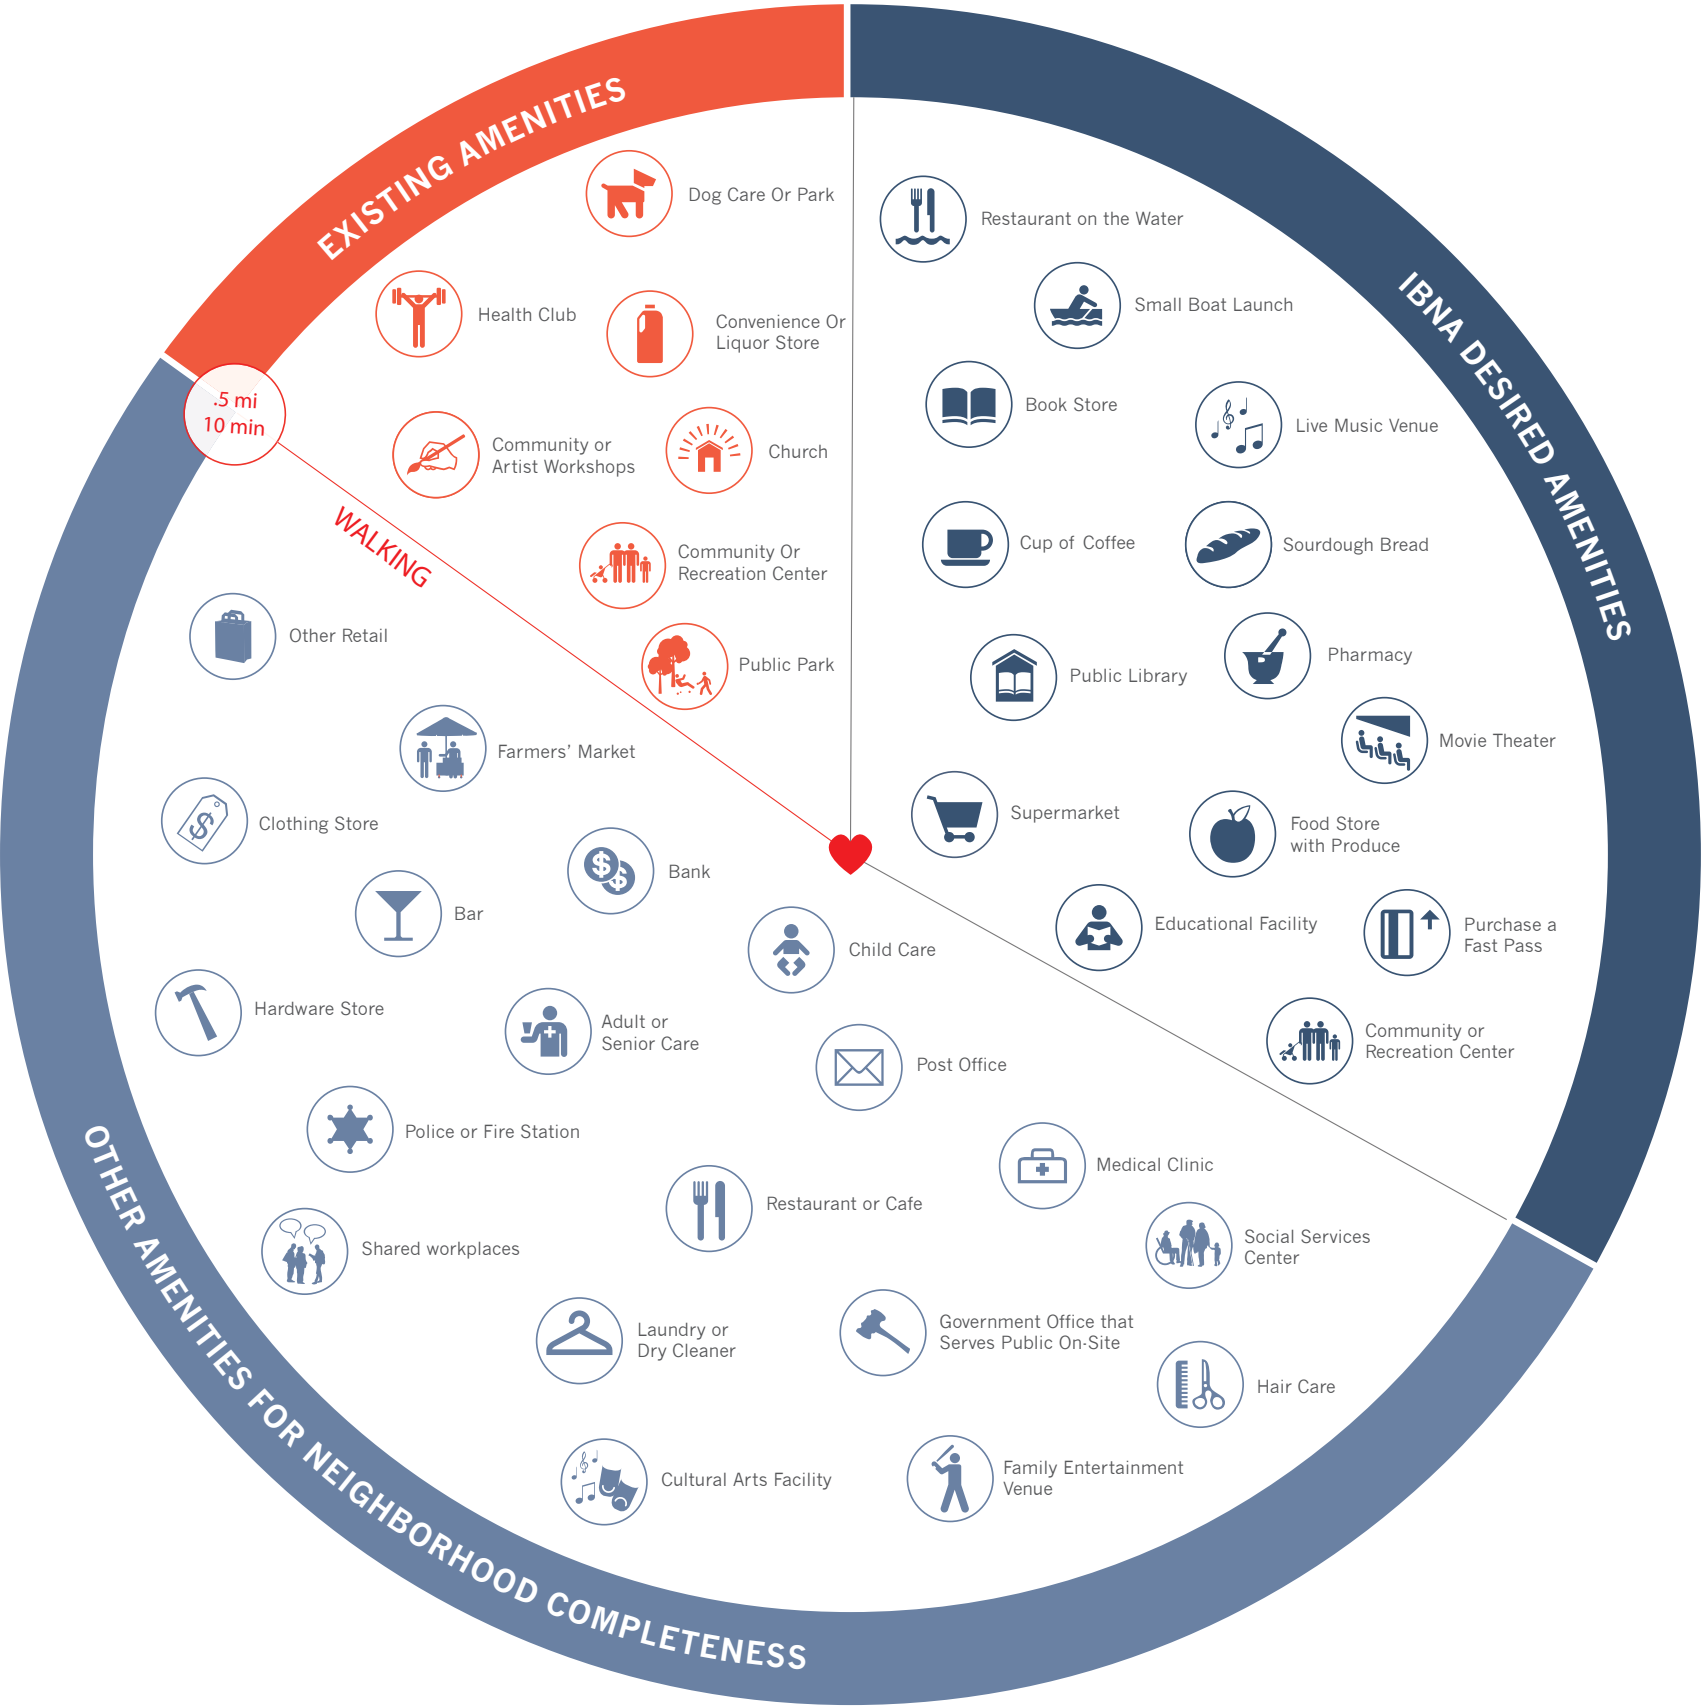 EXISTING AMENITIES
Dog Care Or Park
Health Club
Convenience Or
Liquor Store
Community or
Artist Workshops
Church
Community Or
Recreation Center
Public Park
.5 mi
10 min
WALKING
IBNA DESIRED AMENITIES
Restaurant on the Water
Small Boat Launch
Book Store
Live Music Venue
Cup of Coffee
Sourdough Bread
Public Library
Pharmacy
Movie Theater
Supermarket
Food Store
with Produce
Educational Facility
Purchase a
Fast Pass
Community or
Recreation Center
OTHER AMENITIES FOR NEIGHBORHOOD COMPLETENESS
Other Retail
Farmers’ Market
Clothing Store
$
Bank
$
$
Bar
Child Care
Hardware Store
Adult or
Senior Care
Post Office
Police or Fire Station
Medical Clinic
Restaurant or Cafe
Shared workplaces
Social Services
Center
Laundry or
Dry Cleaner
Government Office that
Serves Public On-Site
Hair Care
Cultural Arts Facility
Family Entertainment
Venue